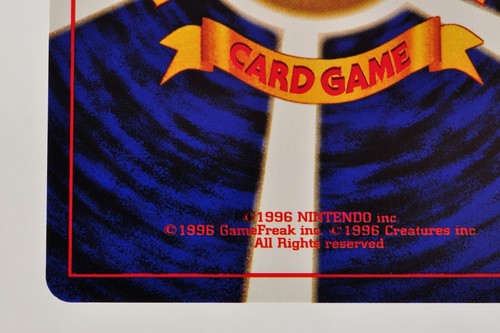 CARD GAME
©1996 NINTENDO inc.
©1996 GameFreak inc. ©1996 Creatures inc.
All Rights reserved